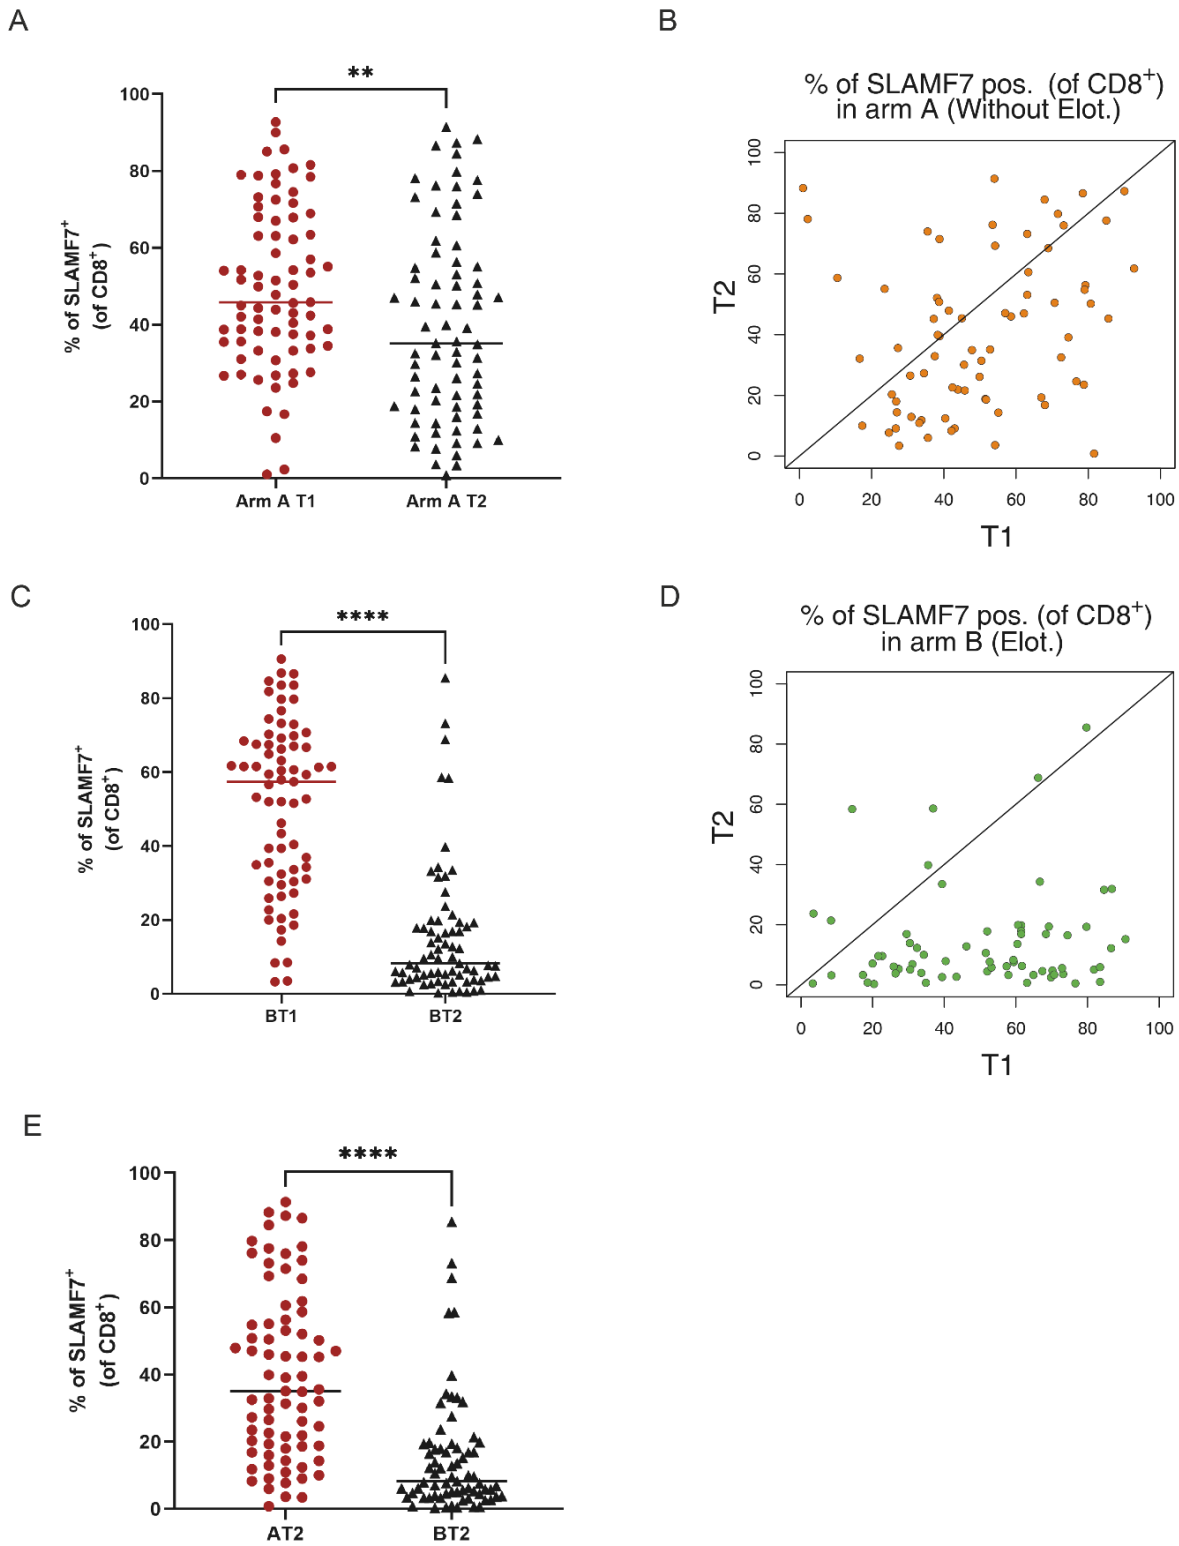 A
**
100
80
60
40
20
0
% of SLAMF7+
(of CD8+)
Arm A T1
Arm A T2
B
% of SLAMF7 pos. (of CD8+)
in arm A (Without Elot.)
100
80
60
40
20
0
T2
0 20 40 60 80 100
T1
C
****
100
80
60
40
20
0
% of SLAMF7+
(of CD8+)
BT1
BT2
D
% of SLAMF7 pos. (of CD8+)
in arm B (Elot.)
100
80
60
40
20
0
T2
0 20 40 60 80 100
T1
E
****
100
80
60
40
20
0
% of SLAMF7+
(of CD8+)
AT2
BT2